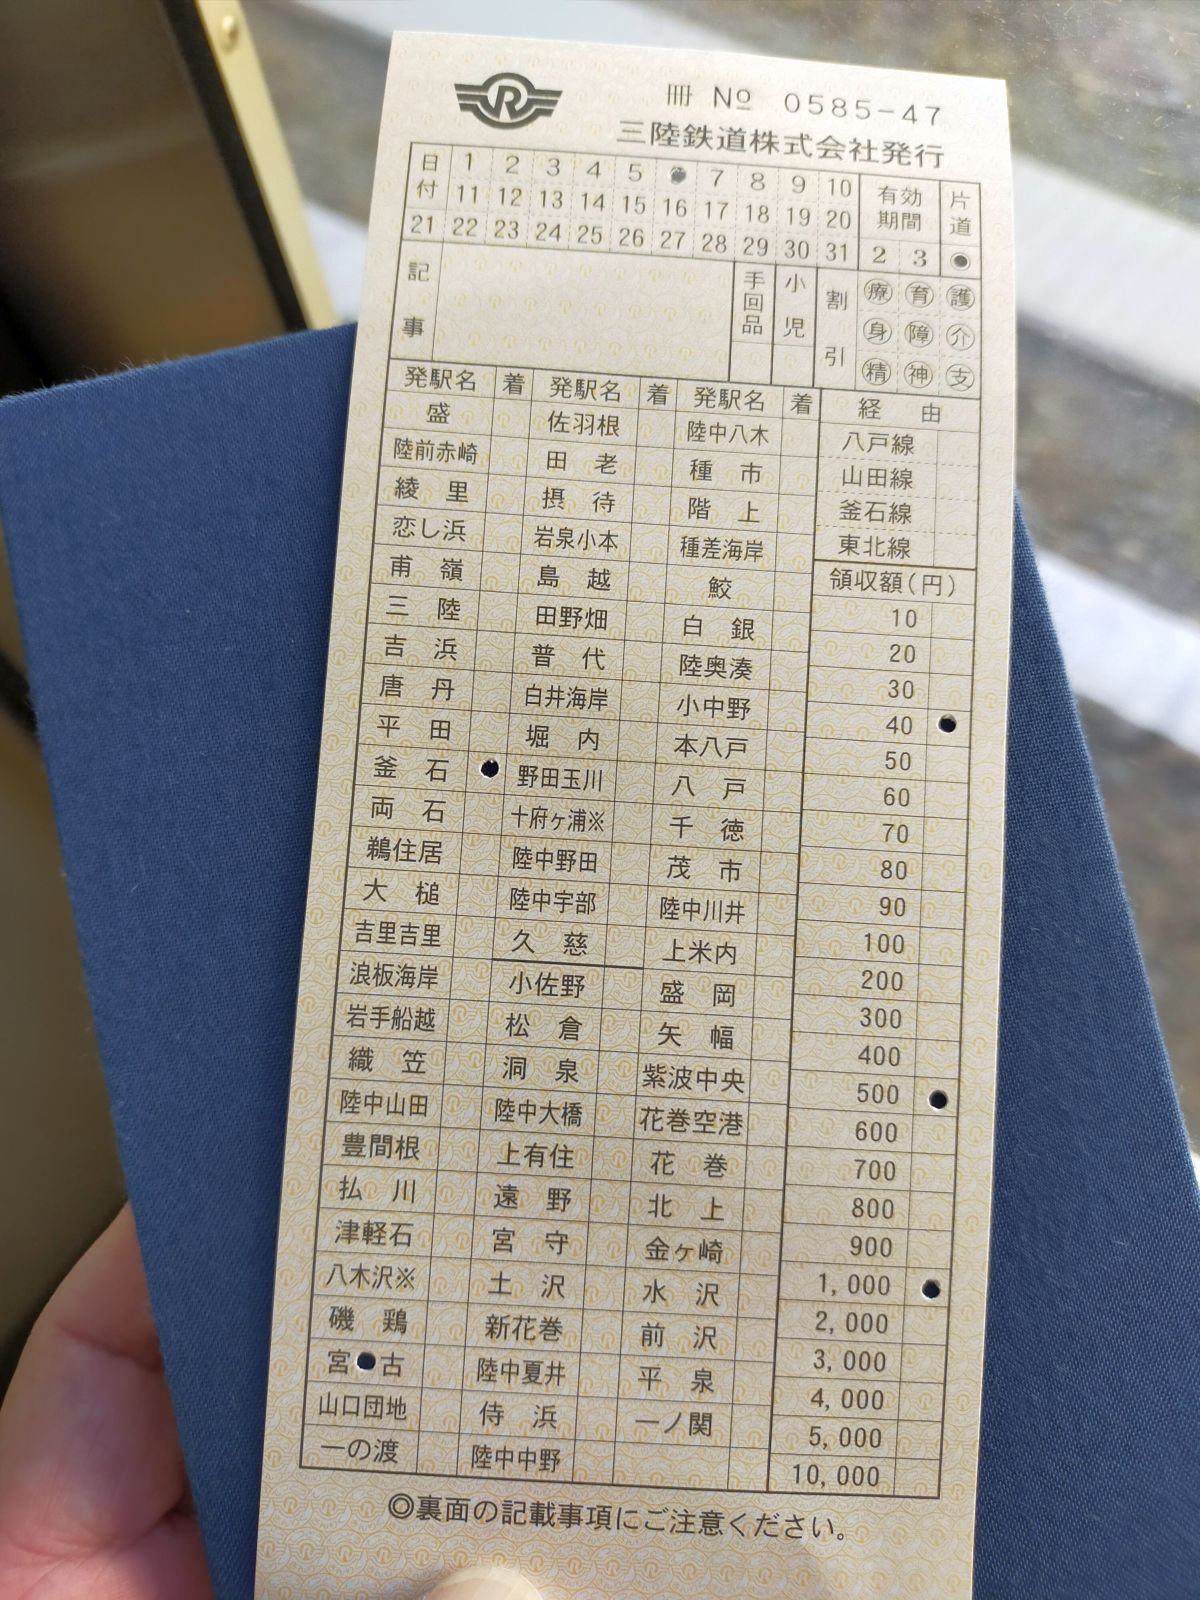 R
冊 No 0585-47
三陸鉄道株式会社発行
日付 1 2 3 4 5 7 8 9 10
11 12 13 14 15 16 17 18 19 20
21 22 23 24 25 26 27 28 29 30 31
有効期間 2 3
片道
記事
手回品
小児
割引
療 育 護
身 障 介
精 神 支
発駅名 着 発駅名 着 発駅名 着 経由
盛 佐羽根 陸中八木 八戸線
陸前赤崎 田老 種市 山田線
綾里 摂待 階上 釜石線
恋し浜 岩泉小本 種差海岸 東北線
甫嶺 島越 鮫 領収額(円)
三陸 田野畑 白銀 10
吉浜 普代 陸奥湊 20
唐丹 白井海岸 小中野 30
平田 堀内 本八戸 40
釜石 野田玉川 八戸 50
両石 十府ヶ浦※ 千徳 60
鵜住居 陸中野田 茂市 70
大槌 陸中宇部 陸中川井 80
吉里吉里 久慈 上米内 90
浪板海岸 小佐野 盛岡 100
岩手船越 松倉 矢幅 200
織笠 洞泉 紫波中央 300
陸中山田 陸中大橋 花巻空港 400
豊間根 上有住 花巻 500
払川 遠野 北上 600
津軽石 宮守 金ヶ崎 700
八木沢※ 土沢 水沢 800
磯鶏 新花巻 前沢 900
宮古 陸中夏井 平泉 1,000
山口団地 侍浜 一ノ関 2,000
一の渡 陸中中野 3,000
4,000
5,000
10,000
◎裏面の記載事項にご注意ください。